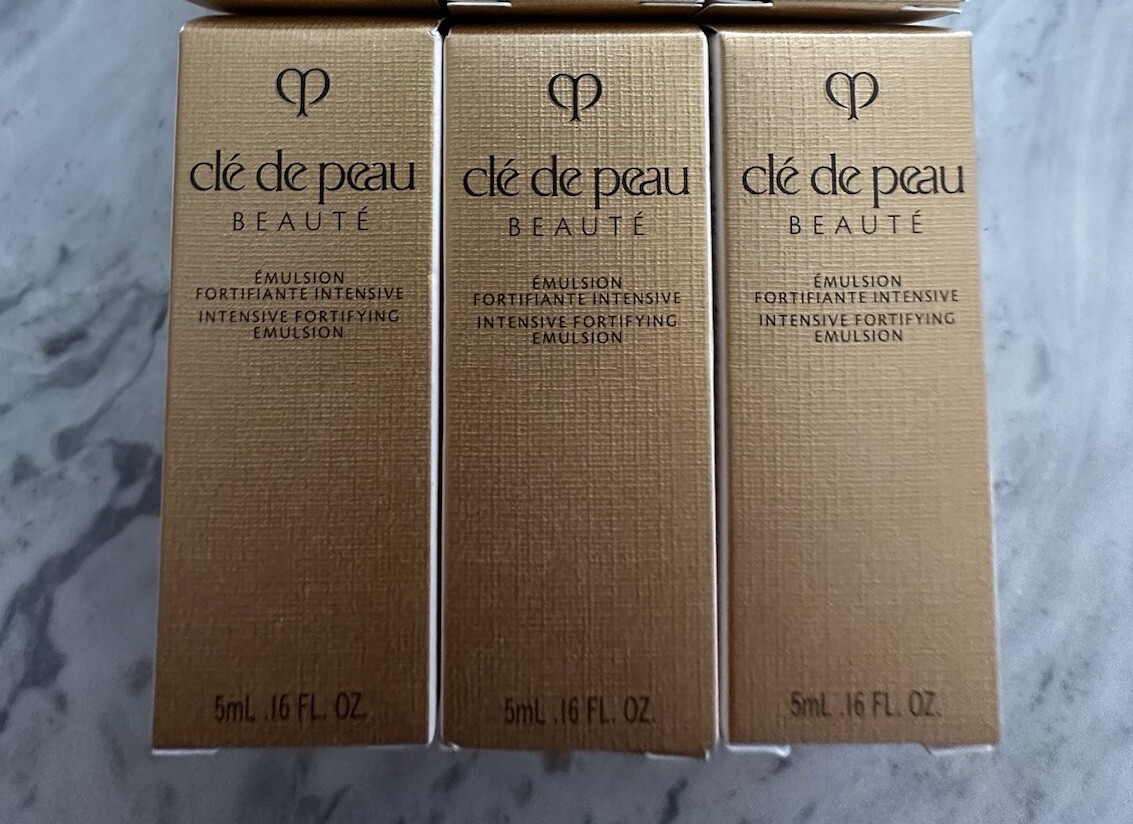 clé de peau
BEAUTÉ
ÉMULSION
FORTIFIANTE INTENSIVE
INTENSIVE FORTIFYING
EMULSION
5mL .16 FL. OZ.
clé de peau
BEAUTÉ
ÉMULSION
FORTIFIANTE INTENSIVE
INTENSIVE FORTIFYING
EMULSION
5mL .16 FL. OZ.
clé de peau
BEAUTÉ
ÉMULSION
FORTIFIANTE INTENSIVE
INTENSIVE FORTIFYING
EMULSION
5mL .16 FL. OZ.